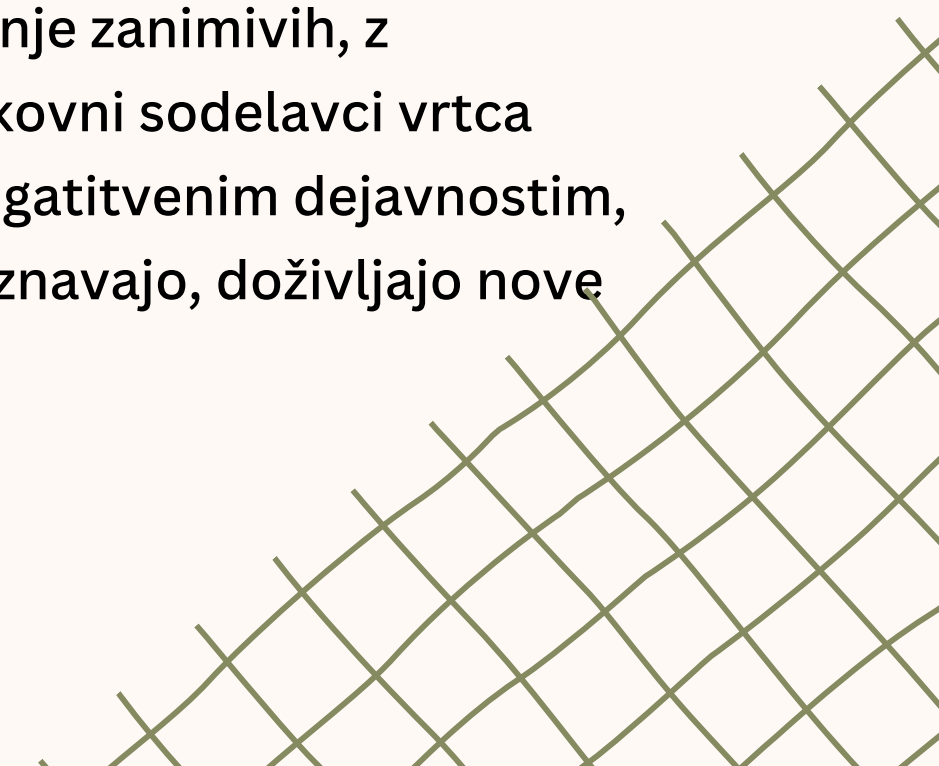 nje zanimivih, z
kovni sodelavci vrtca
gatitvenim dejavnostim,
znavajo, doživljajo nove